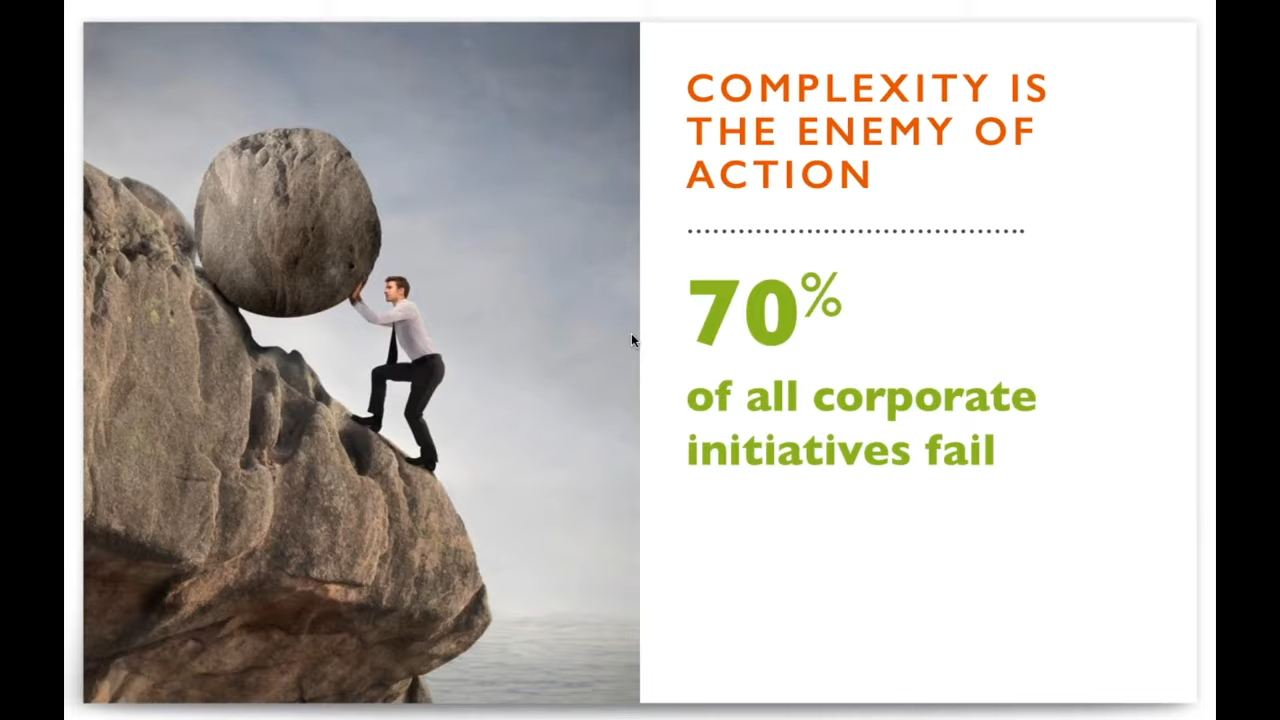 COMPLEXITY IS
THE ENEMY OF
ACTION
70%
of all corporate
initiatives fail